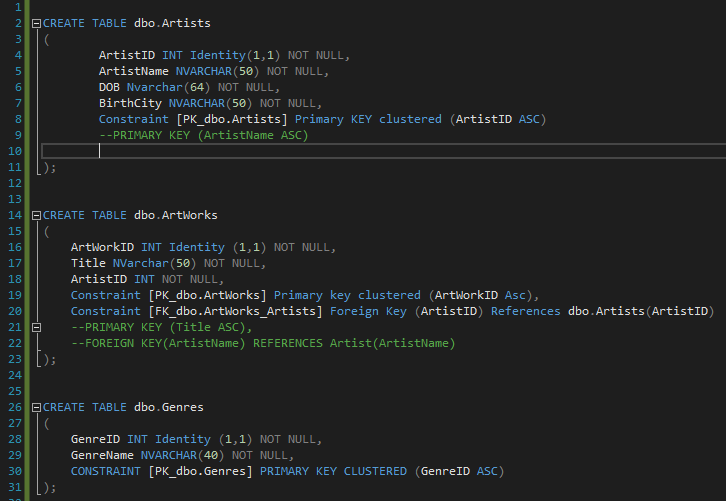 1
2 CREATE TABLE dbo.Artists
3 (
4 ArtistID INT Identity(1,1) NOT NULL,
5 ArtistName NVARCHAR(50) NOT NULL,
6 DOB Nvarchar(64) NOT NULL,
7 BirthCity NVARCHAR(50) NOT NULL,
8 Constraint [PK_dbo.Artists] Primary KEY clustered (ArtistID ASC)
9 --PRIMARY KEY (ArtistName ASC)
10
11 );
12
13
14 CREATE TABLE dbo.ArtWorks
15 (
16 ArtWorkID INT Identity (1,1) NOT NULL,
17 Title NVarchar(50) NOT NULL,
18 ArtistID INT NOT NULL,
19 Constraint [PK_dbo.ArtWorks] Primary key clustered (ArtWorkID Asc),
20 Constraint [FK_dbo.ArtWorks_Artists] Foreign Key (ArtistID) References dbo.Artists(ArtistID)
21 --PRIMARY KEY (Title ASC),
22 --FOREIGN KEY(ArtistName) REFERENCES Artist(ArtistName)
23 );
24
25
26 CREATE TABLE dbo.Genres
27 (
28 GenreID INT Identity (1,1) NOT NULL,
29 GenreName NVARCHAR(40) NOT NULL,
30 CONSTRAINT [PK_dbo.Genres] PRIMARY KEY CLUSTERED (GenreID ASC)
31 );